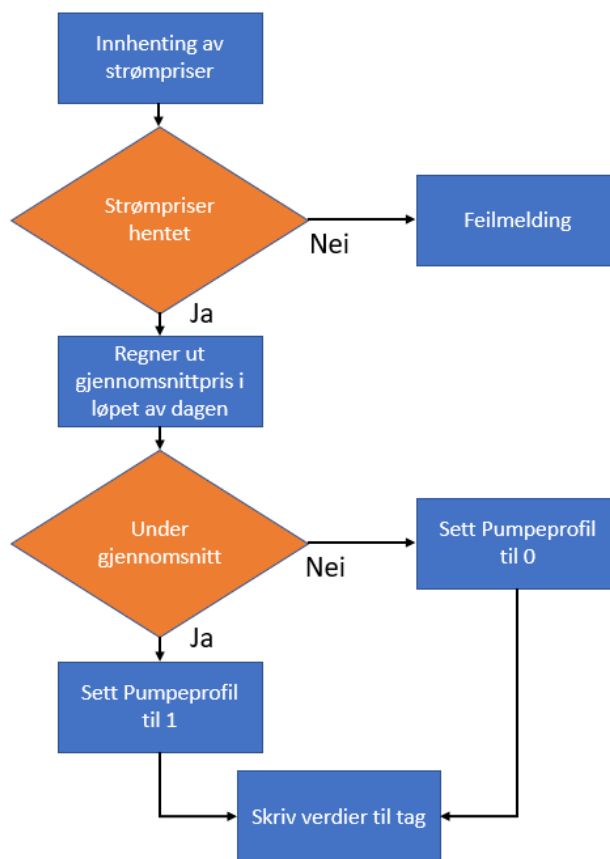 Innhenting av
strømpriser
Strømpriser
hentet
Nei
Feilmelding
Ja
Regner ut
gjennomsnittpris i
løpet av dagen
Under
gjennomsnitt
Nei
Sett Pumpeprofil
til 0
Ja
Sett Pumpeprofil
til 1
Skriv verdier til tag